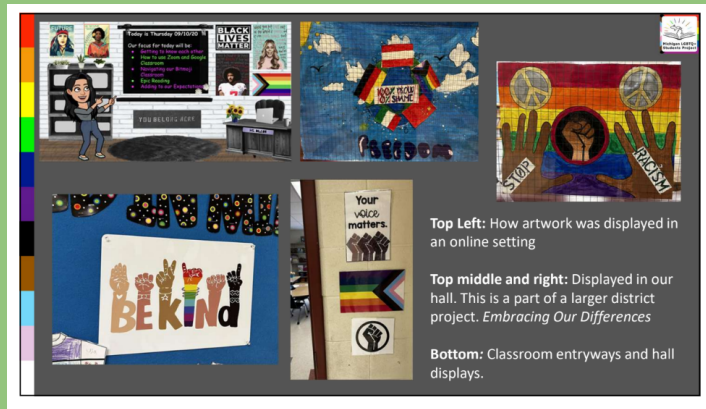 FUTURE
Today is Thursday 09/10/20
Our focus for today will be:
Getting to know each other
How to use Zoom and Google
Classroom
Navigating our Bitmoji
Classroom
Epic Reading
Adding to our Expectations
BLACK
LIVES
MATTER
YOU BELONG HERE
100% HUMAN
FREEDOM
STOP
RACISM
Michigan LGBTQ+
Students Project
BE KIND
Your
voice
matters.
Top Left: How artwork was displayed in
an online setting
Top middle and right: Displayed in our
hall. This is a part of a larger district
project. Embracing Our Differences
Bottom: Classroom entryways and hall
displays.